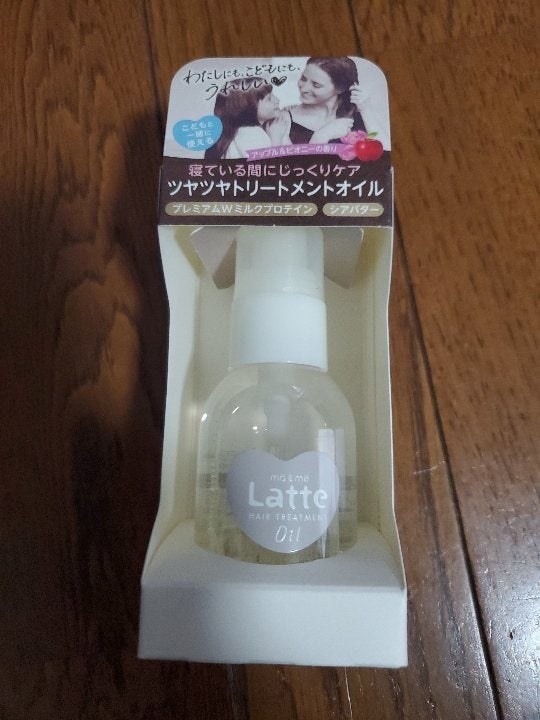 わたしにも、こどもにも、
うれしい♥
こどもと
一緒に
使える
アップル&ピオニーの香り
寝ている間にじっくりケア
ツヤツヤトリートメントオイル
プレミアムWミルクプロテイン シアバター
ma & me
Latte
HAIR TREATMENT
Oil